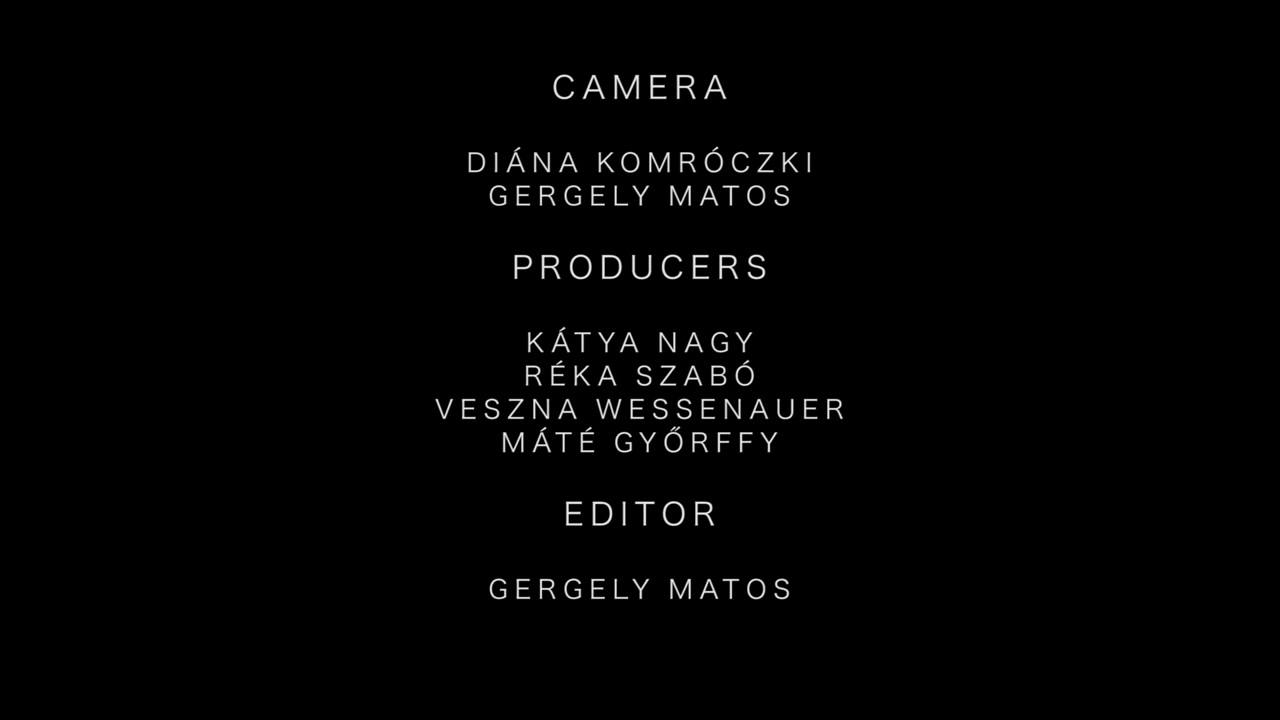 CAMERA
DIÁNA KOMRÓCZKI
GERGELY MATOS
PRODUCERS
KÁTYA NAGY
RÉKA SZABÓ
VESZNA WESSENAUER
MÁTÉ GYŐRFFY
EDITOR
GERGELY MATOS